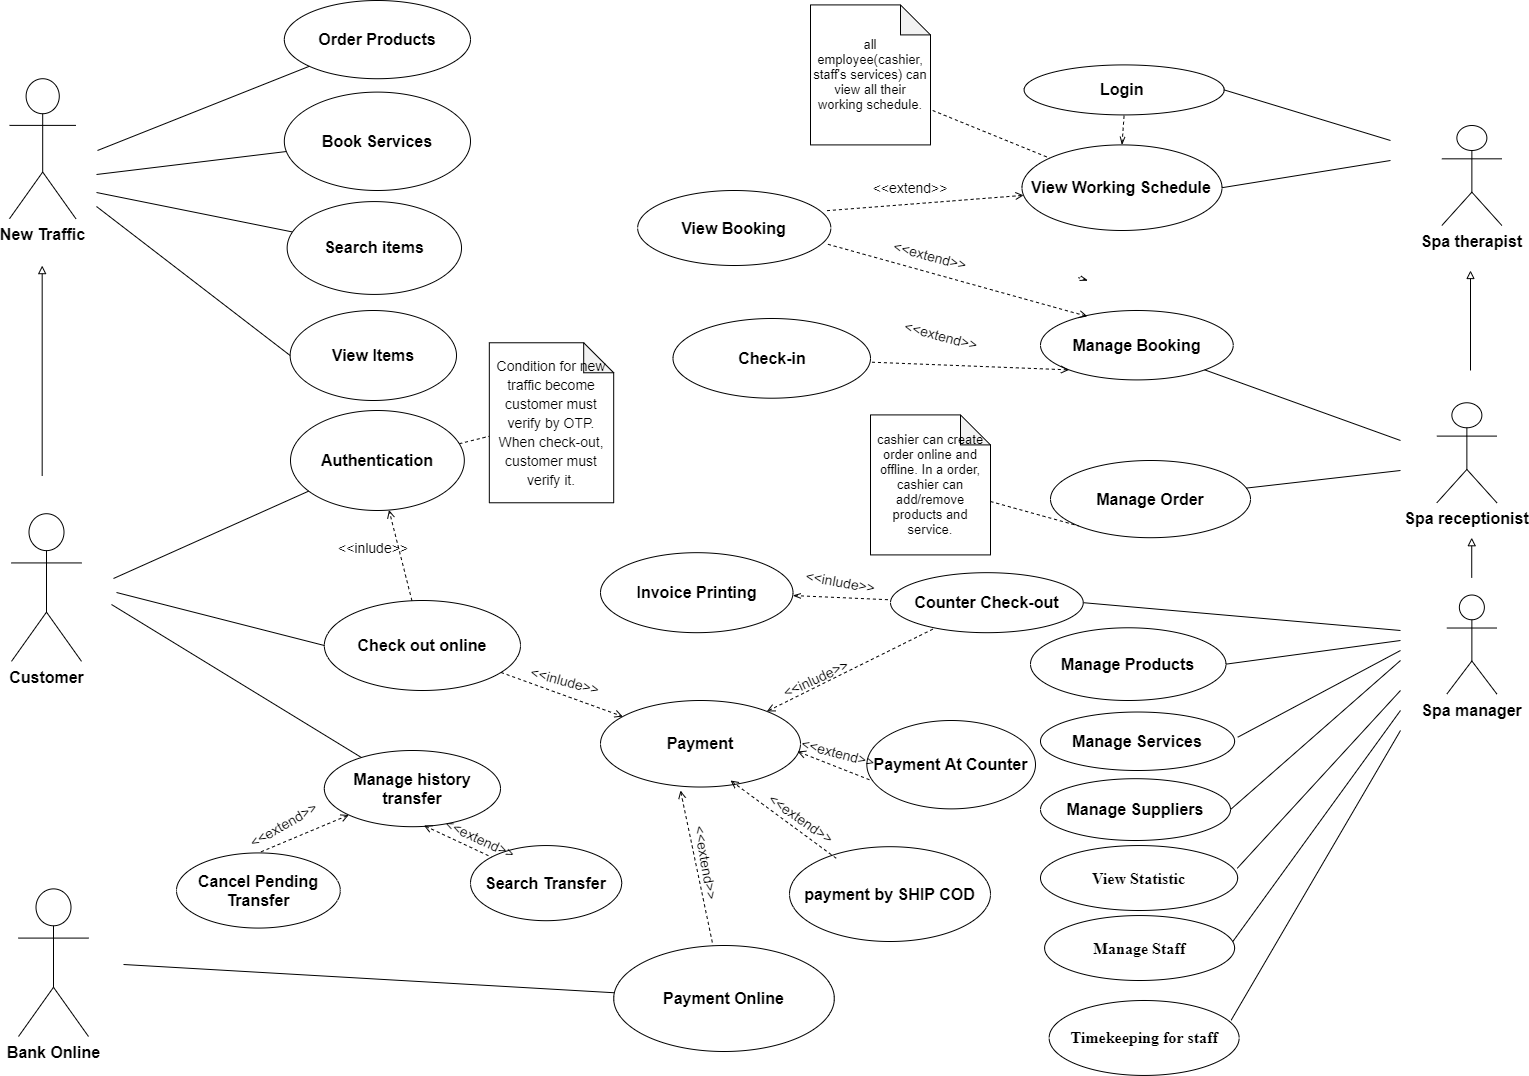 Order Products
Book Services
Search items
View Items
New Traffic
Condition for new
traffic become
customer must
verify by OTP.
When check-out,
customer must
verify it.
Authentication
<<inlude>>
Customer
Check out online
<<inlude>>
Manage history
transfer
<<extend>>
<<extend>>
Cancel Pending
Transfer
Search Transfer
Bank Online
all
employee(cashier,
staff's services) can
view all their
working schedule.
Login
View Working Schedule
<<extend>>
View Booking
<<extend>>
Spa therapist
<<extend>>
Check-in
Manage Booking
cashier can create
order online and
offline. In a order,
cashier can
add/remove
products and
service.
Manage Order
Spa receptionist
Invoice Printing
<<inlude>>
Counter Check-out
<<inlude>>
Manage Products
Spa manager
Payment
<<extend>>
Payment At Counter
Manage Services
<<extend>>
Manage Suppliers
<<extend>>
payment by SHIP COD
View Statistic
Manage Staff
Payment Online
Timekeeping for staff